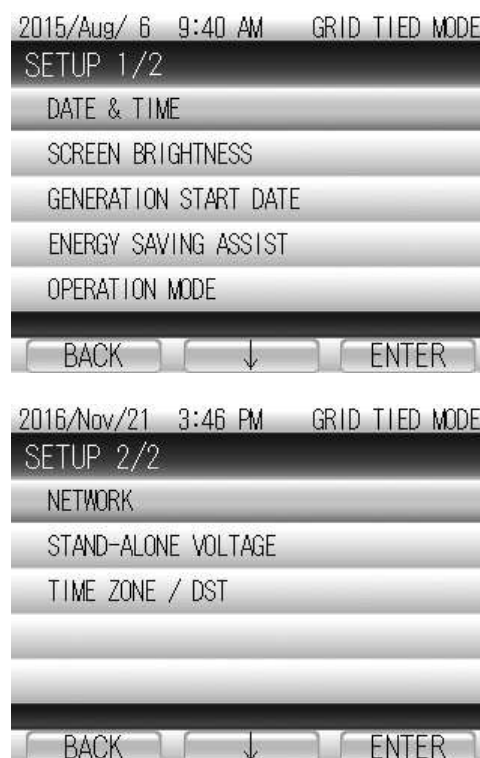 2015/Aug/ 6 9:40 AM GRID TIED MODE
SETUP 1/2
DATE & TIME
SCREEN BRIGHTNESS
GENERATION START DATE
ENERGY SAVING ASSIST
OPERATION MODE
BACK ↓ ENTER
2016/Nov/21 3:46 PM GRID TIED MODE
SETUP 2/2
NETWORK
STAND-ALONE VOLTAGE
TIME ZONE / DST
BACK ↓ ENTER